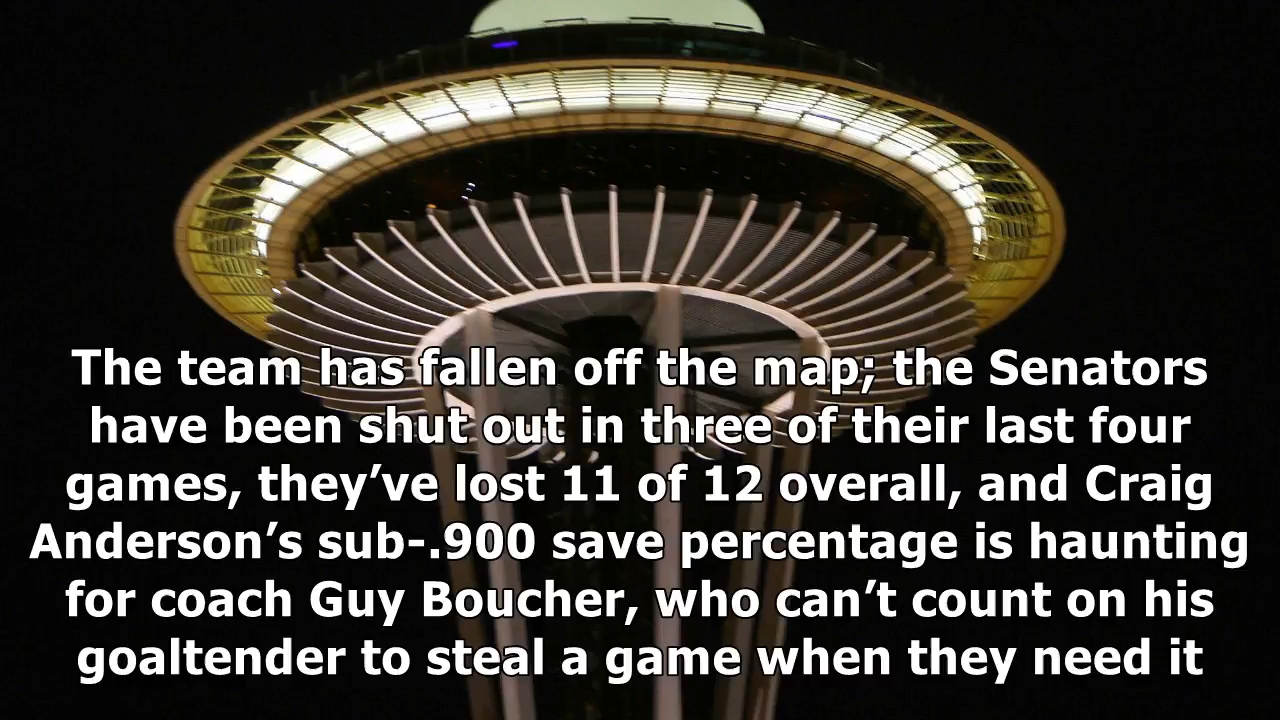 The team has fallen off the map; the Senators
have been shut out in three of their last four
games, they’ve lost 11 of 12 overall, and Craig
Anderson’s sub-.900 save percentage is haunting
for coach Guy Boucher, who can’t count on his
goaltender to steal a game when they need it